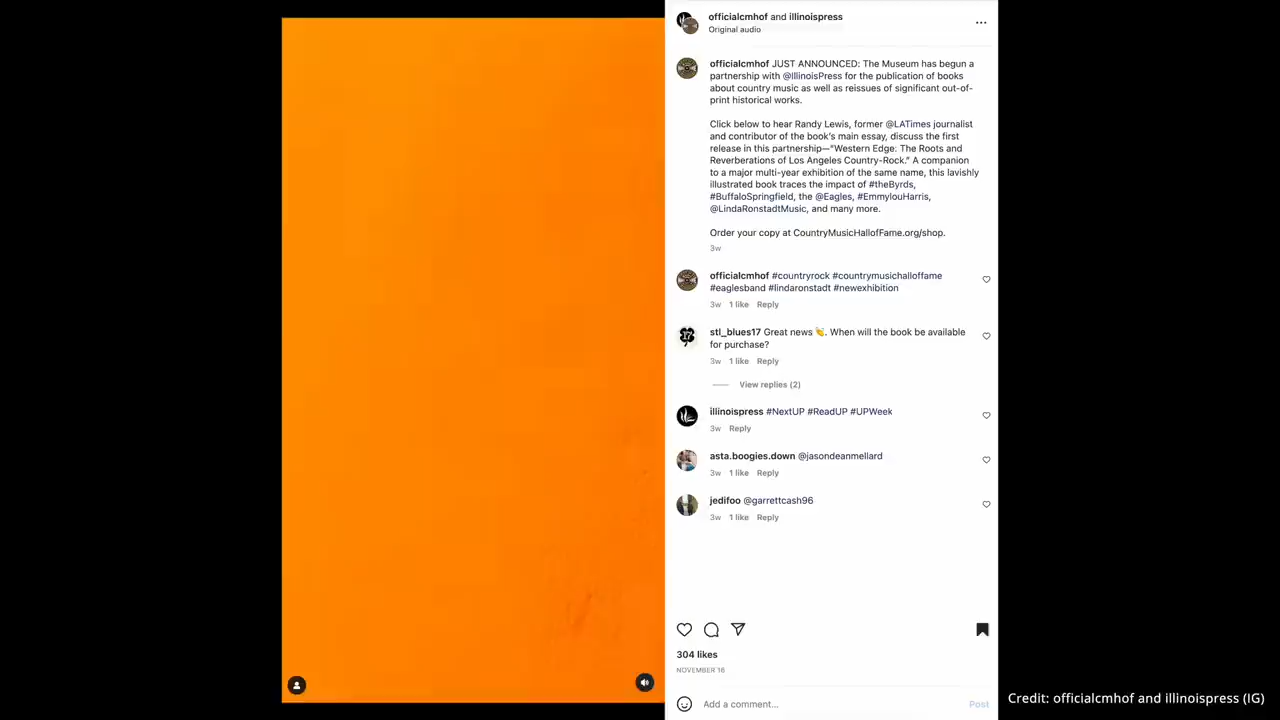 officialcmhof and illinoispress
Original audio
officialcmhof JUST ANNOUNCED: The Museum has begun a
partnership with @IllinoisPress for the publication of books
about country music as well as reissues of significant out-of-
print historical works.
Click below to hear Randy Lewis, former @LATimes journalist
and contributor of the book's main essay, discuss the first
release in this partnership—"Western Edge: The Roots and
Reverberations of Los Angeles Country-Rock." A companion
to a major multi-year exhibition of the same name, this lavishly
illustrated book traces the impact of #theByrds,
#BuffaloSpringfield, the @Eagles, #EmmylouHarris,
@LindaRonstadtMusic, and many more.
Order your copy at CountryMusicHallofFame.org/shop.
3w
officialcmhof #countryrock #countrymusichalloffame
#eaglesband #lindaronstadt #newexhibition
3w 1 like Reply
stl_blues17 Great news 👏. When will the book be available
for purchase?
3w 1 like Reply
View replies (2)
illinoispress #NextUP #ReadUP #UPWeek
3w Reply
asta.boogies.down @jasondeanmellard
3w 1 like Reply
jedifoo @garrettcash96
3w 1 like Reply
304 likes
NOVEMBER 16
Add a comment... Post
Credit: officialcmhof and illinoispress (IG)